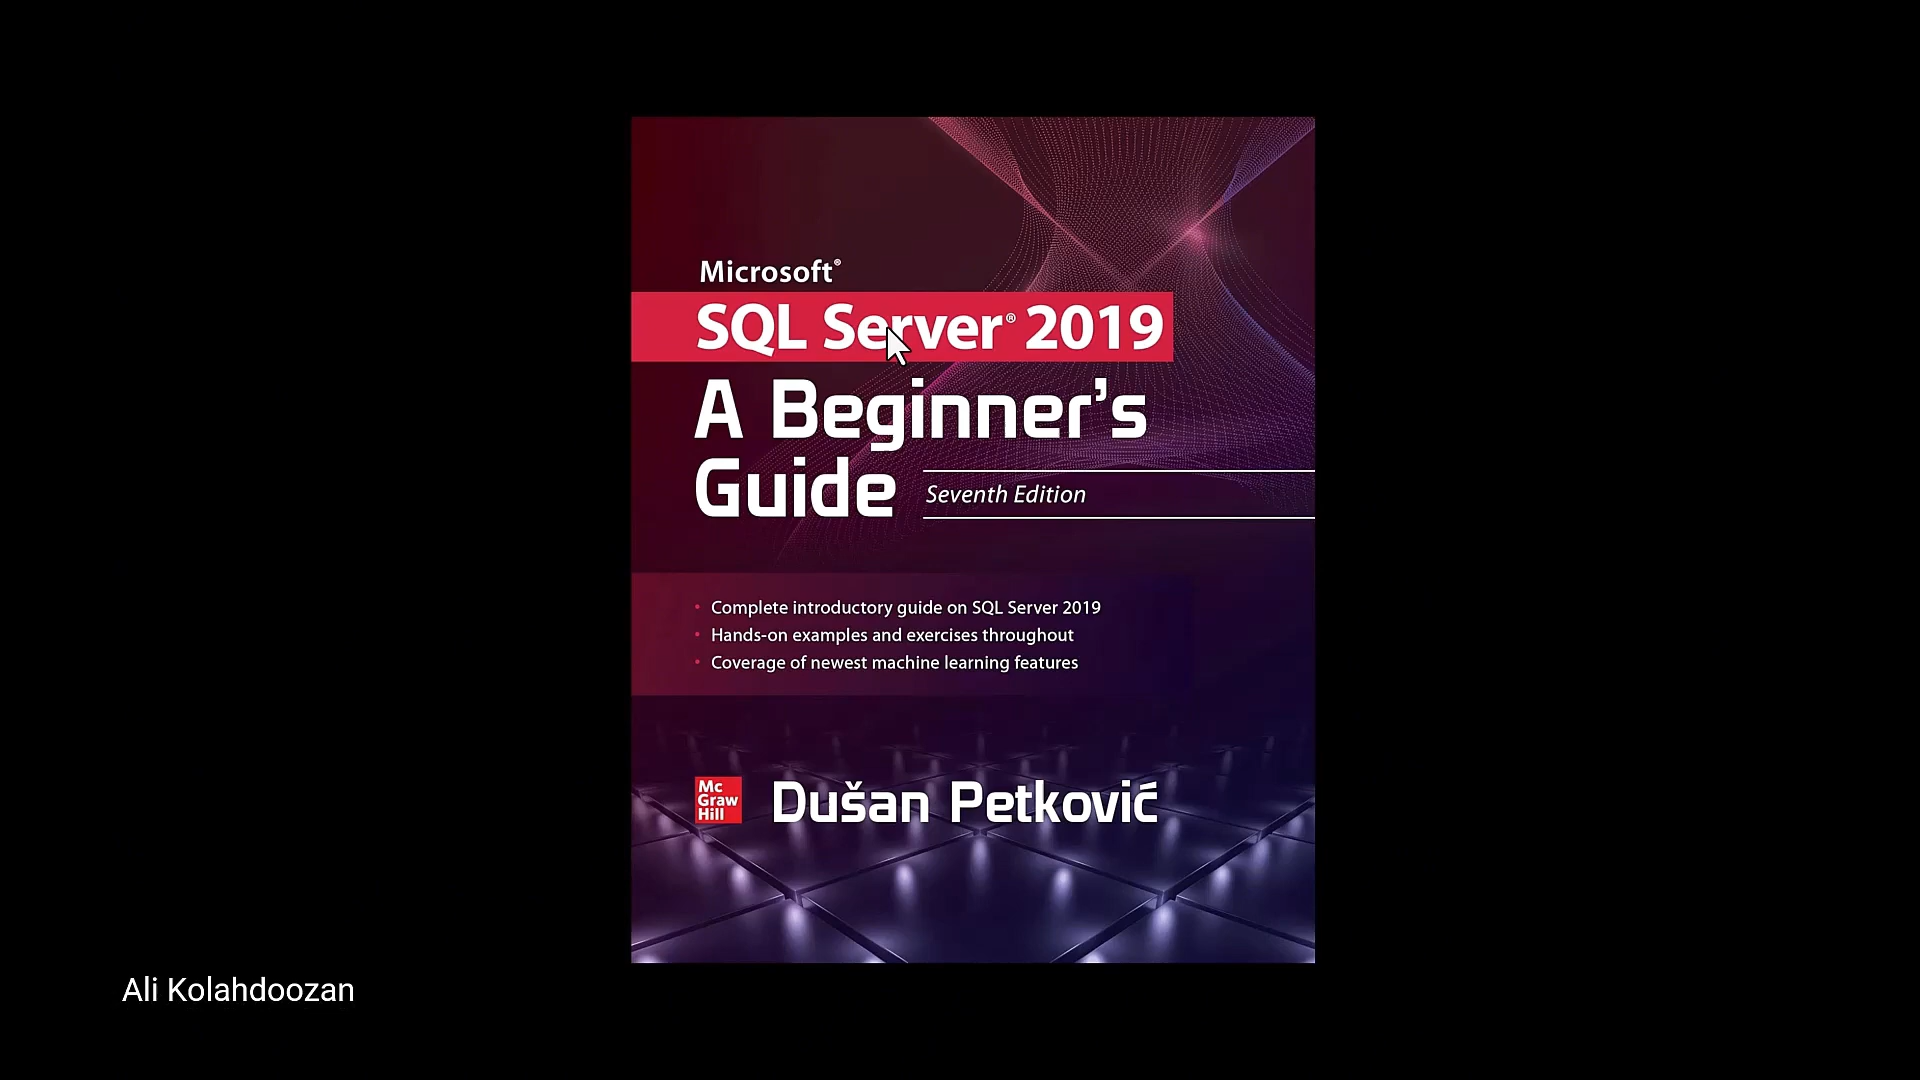 Microsoft®
SQL Server® 2019
A Beginner's
Guide
Seventh Edition
• Complete introductory guide on SQL Server 2019
• Hands-on examples and exercises throughout
• Coverage of newest machine learning features
Mc
Graw
Hill
Dušan Petković
Ali Kolahdoozan